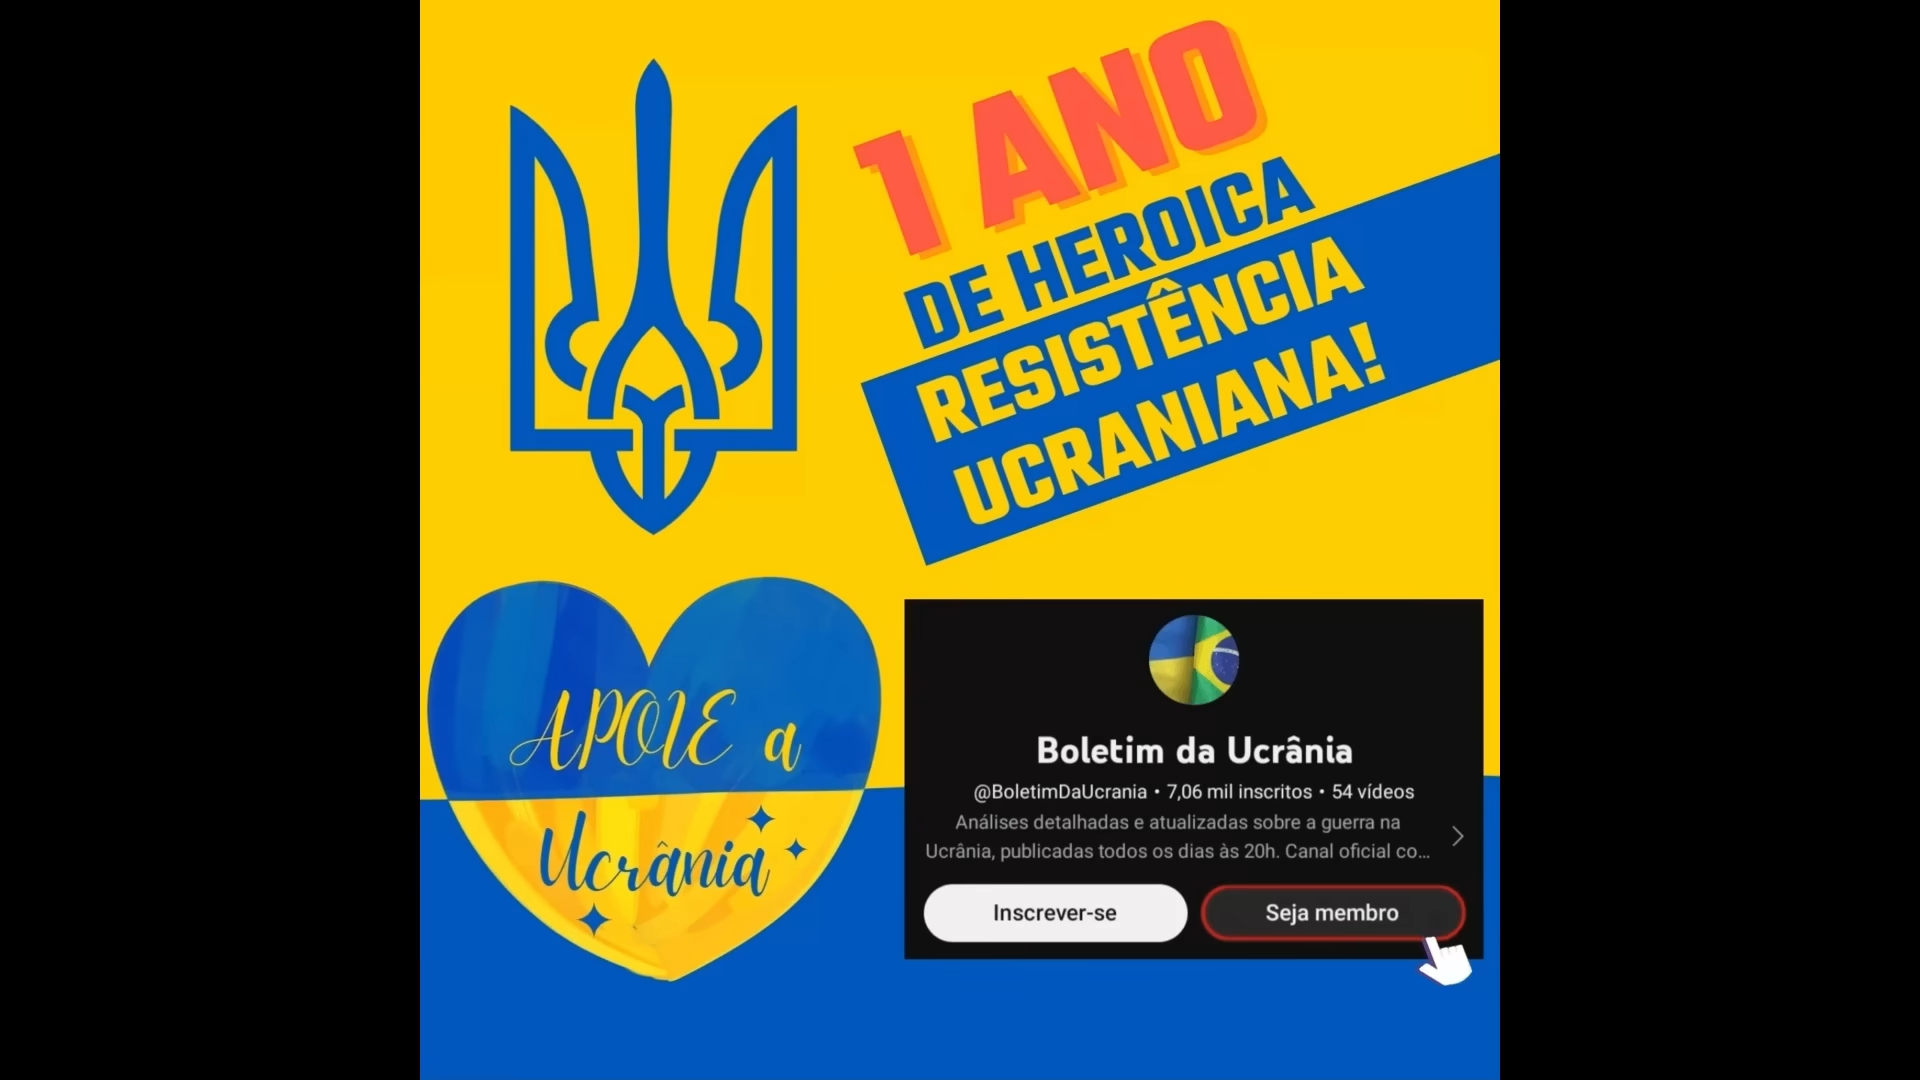 1 ANO
DE HEROICA
RESISTÊNCIA
UCRANIANA!
APOIE a
Ucrânia
Boletim da Ucrânia
@BoletimDaUcrania • 7,06 mil inscritos • 54 vídeos
Análises detalhadas e atualizadas sobre a guerra na
Ucrânia, publicadas todos os dias às 20h. Canal oficial co...
Inscrever-se
Seja membro